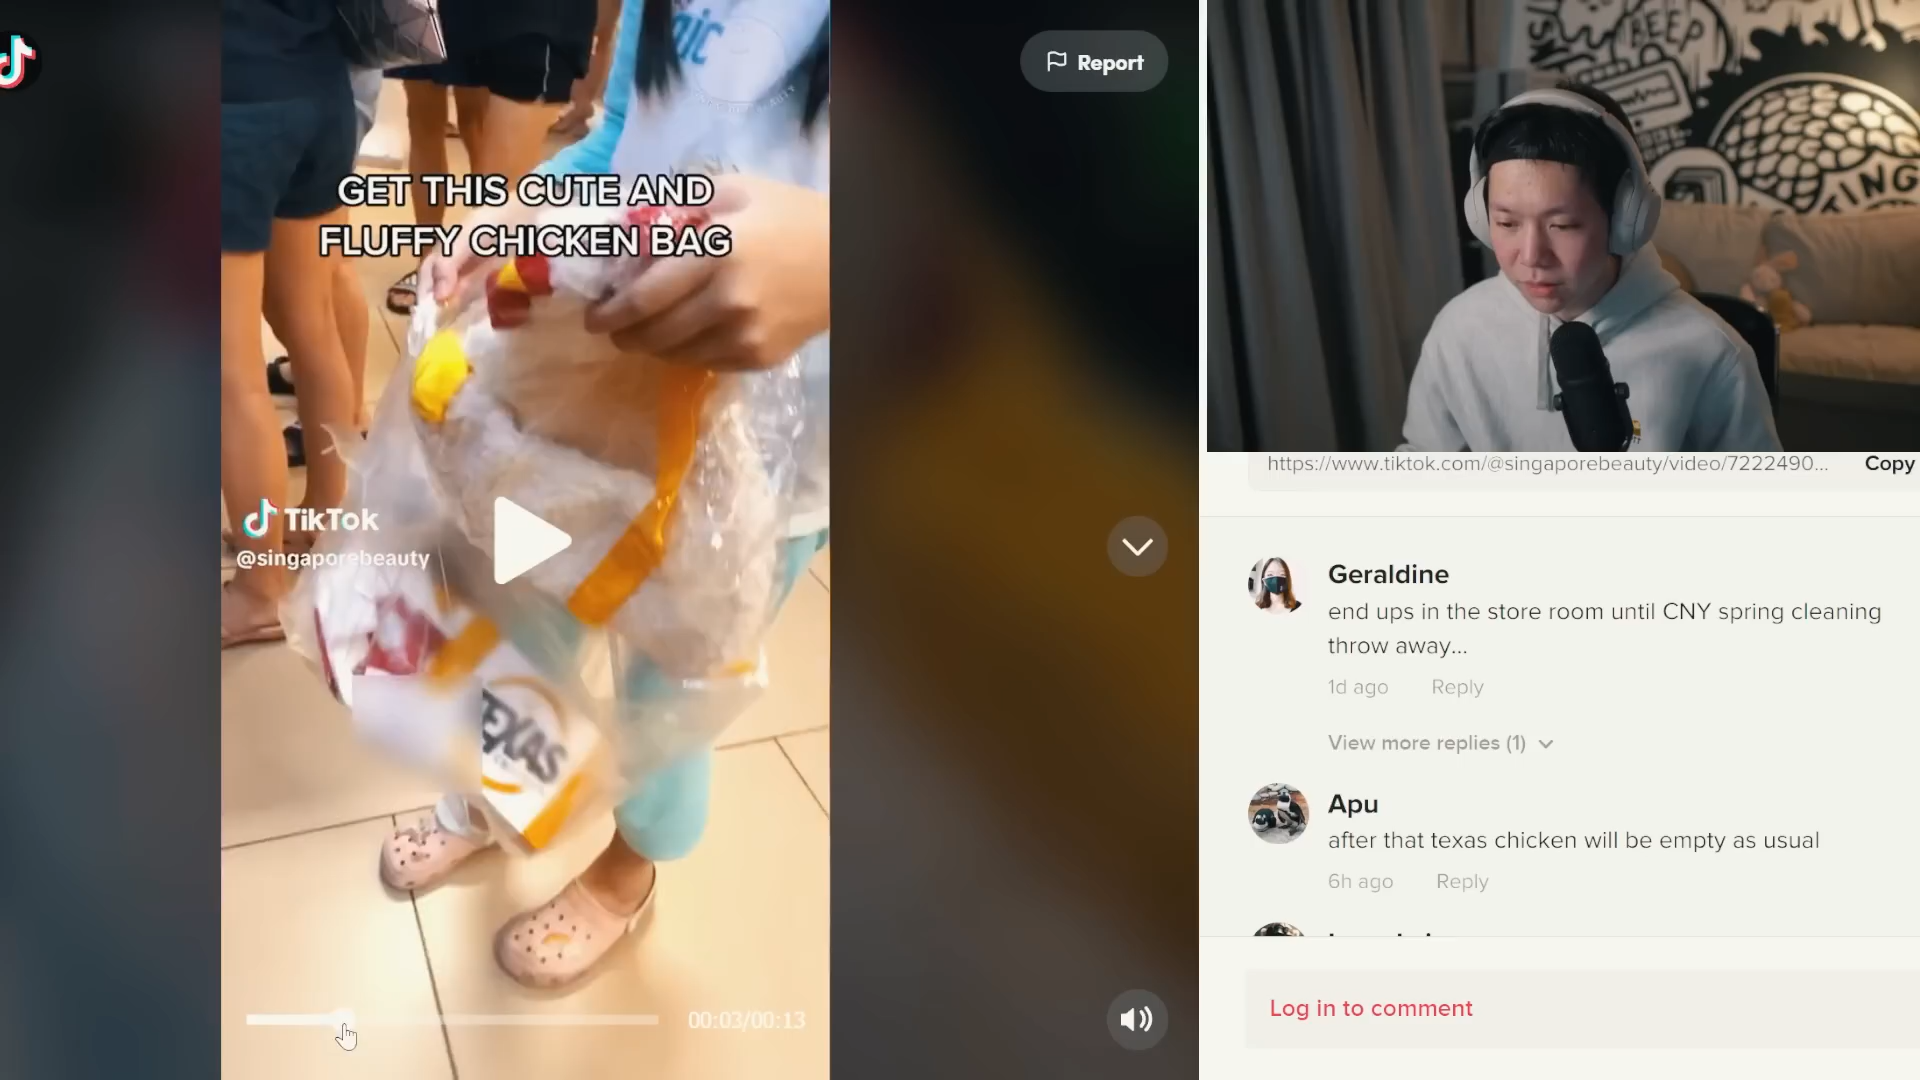 Report
GET THIS CUTE AND
FLUFFY CHICKEN BAG
TikTok
@singaporebeauty
TEXAS
00:03/00:13
BEEP
https://www.tiktok.com/@singaporebeauty/video/7222490...
Copy
Geraldine
end ups in the store room until CNY spring cleaning
throw away...
1d ago
Reply
View more replies (1)
Apu
after that texas chicken will be empty as usual
6h ago
Reply
Log in to comment